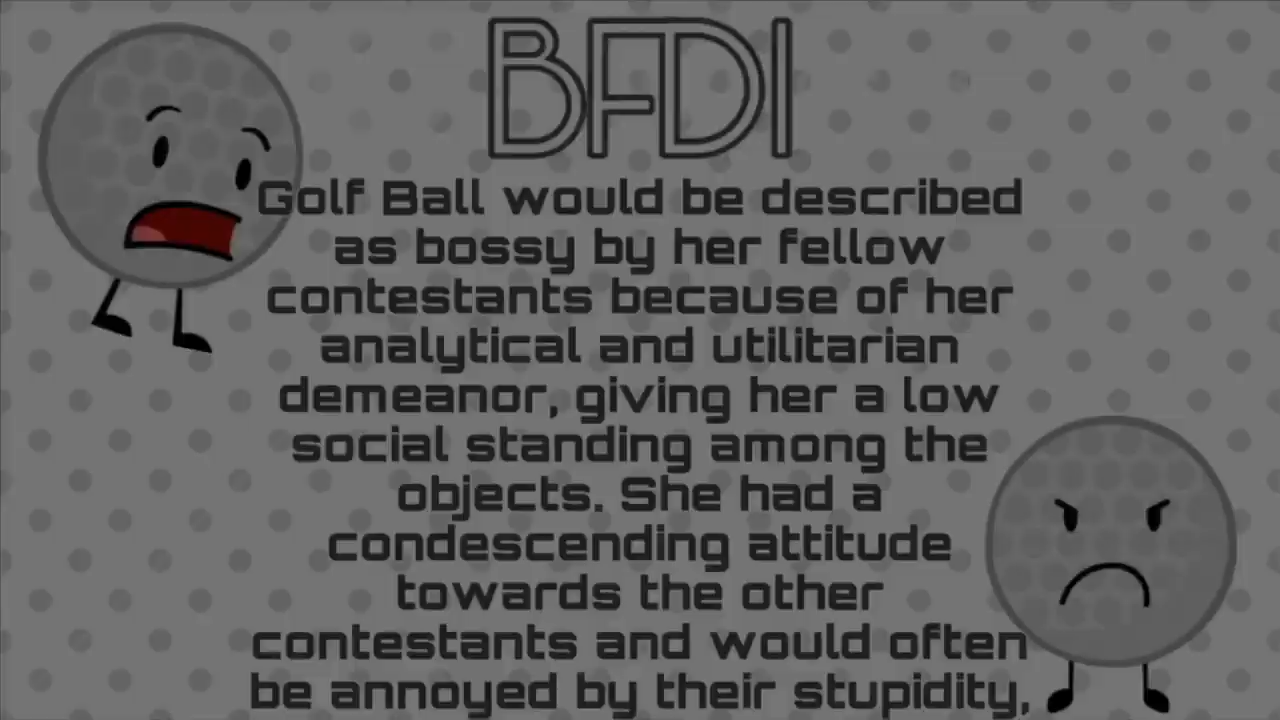 BFDI
Golf Ball would be described
as bossy by her fellow
contestants because of her
analytical and utilitarian
demeanor, giving her a low
social standing among the
objects. She had a
condescending attitude
towards the other
contestants and would often
be annoyed by their stupidity,